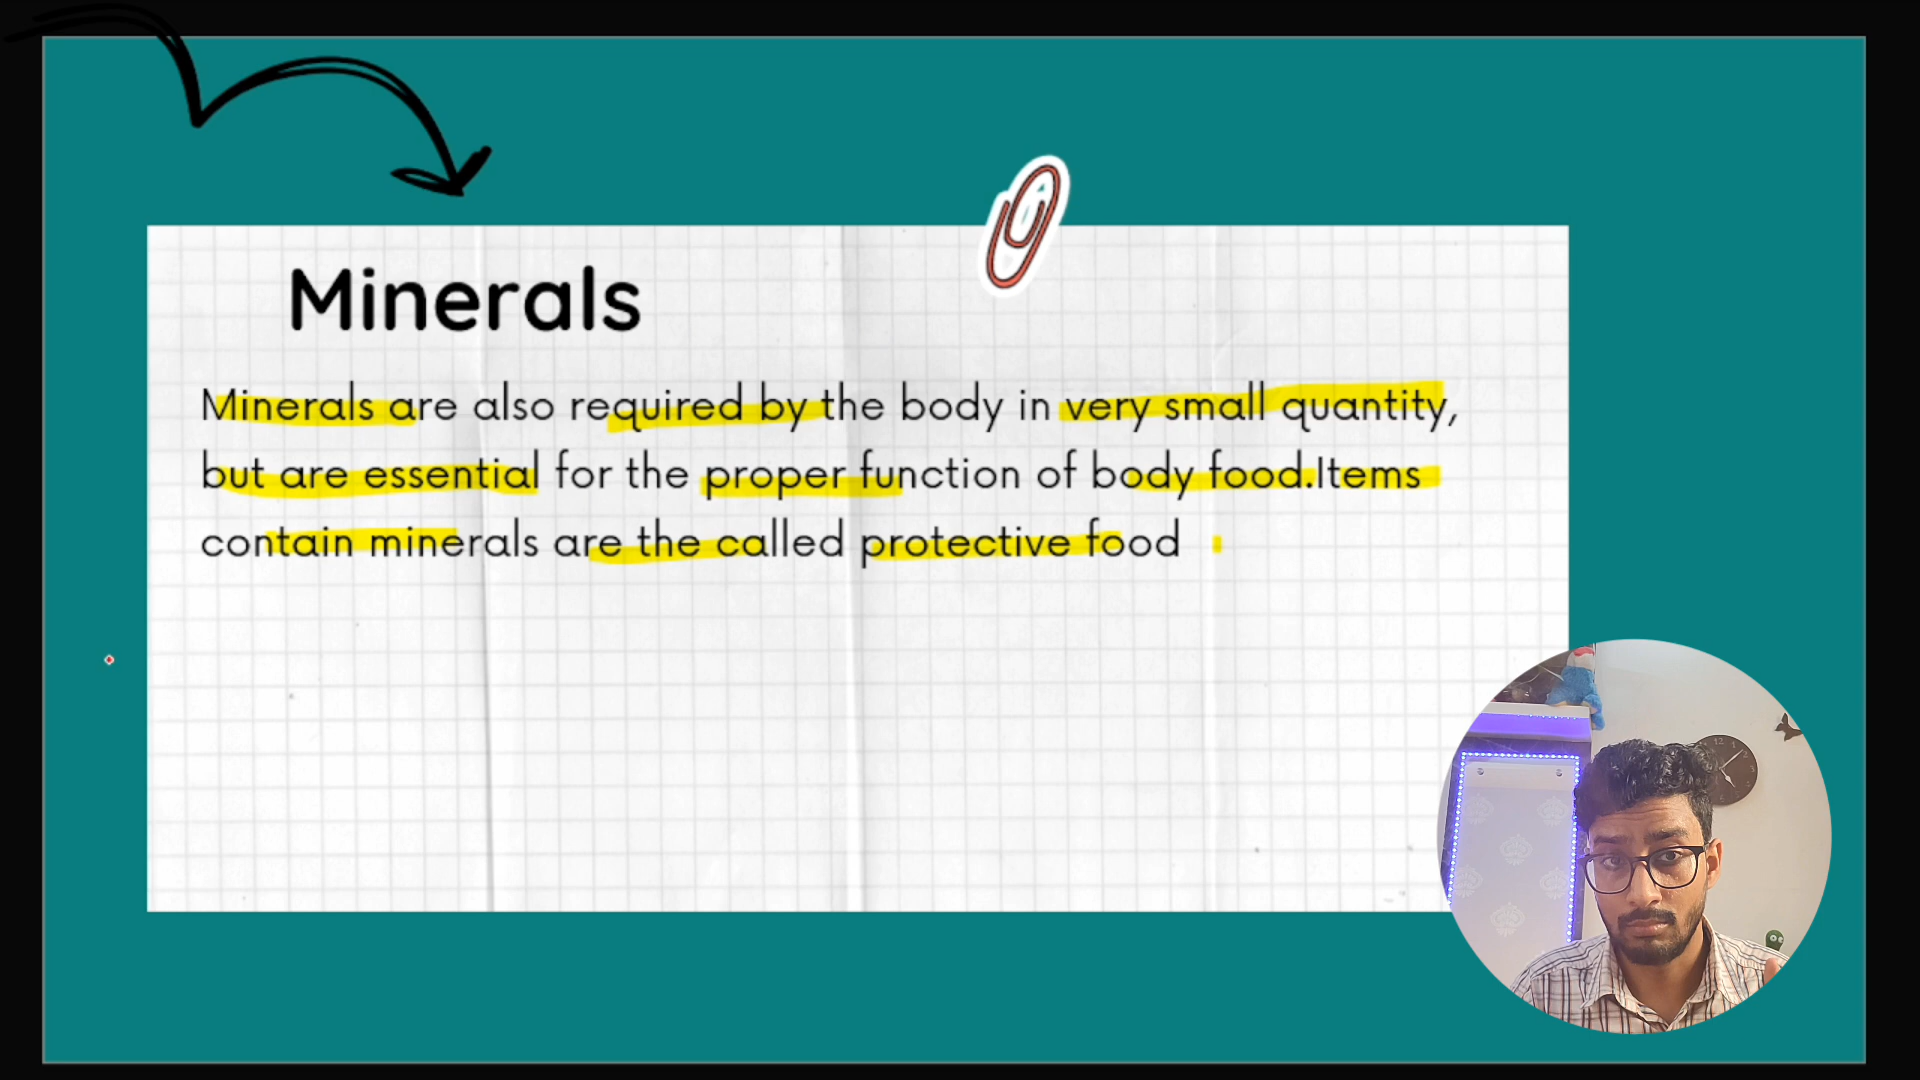 Minerals
Minerals are also required by the body in very small quantity,
but are essential for the proper function of body food.Items
contain minerals are the called protective food